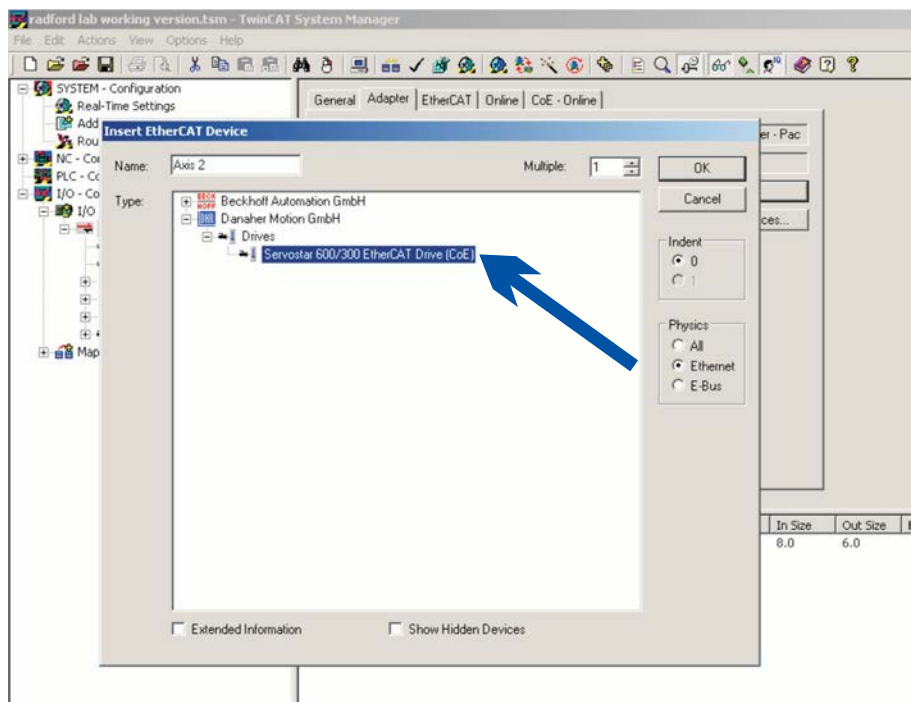 radford lab working version.tsm - TwinCAT System Manager
File Edit Actions View Options Help
SYSTEM - Configuration
Real-Time Settings
Add
Rou
NC - Co
PLC - Co
I/O - Co
I/O
Map
General Adapter EtherCAT Online CoE - Online
er - Pac
ces...
Insert EtherCAT Device
Name: Axis 2 Multiple: 1 OK
Type: Cancel
BECK
HOFF
Beckhoff Automation GmbH
Danaher Motion GmbH
Drives
Servostar 600/300 EtherCAT Drive (CoE)
Indent
0
1
Physics
All
Ethernet
E-Bus
Extended Information Show Hidden Devices
In Size Out Size
8.0 6.0